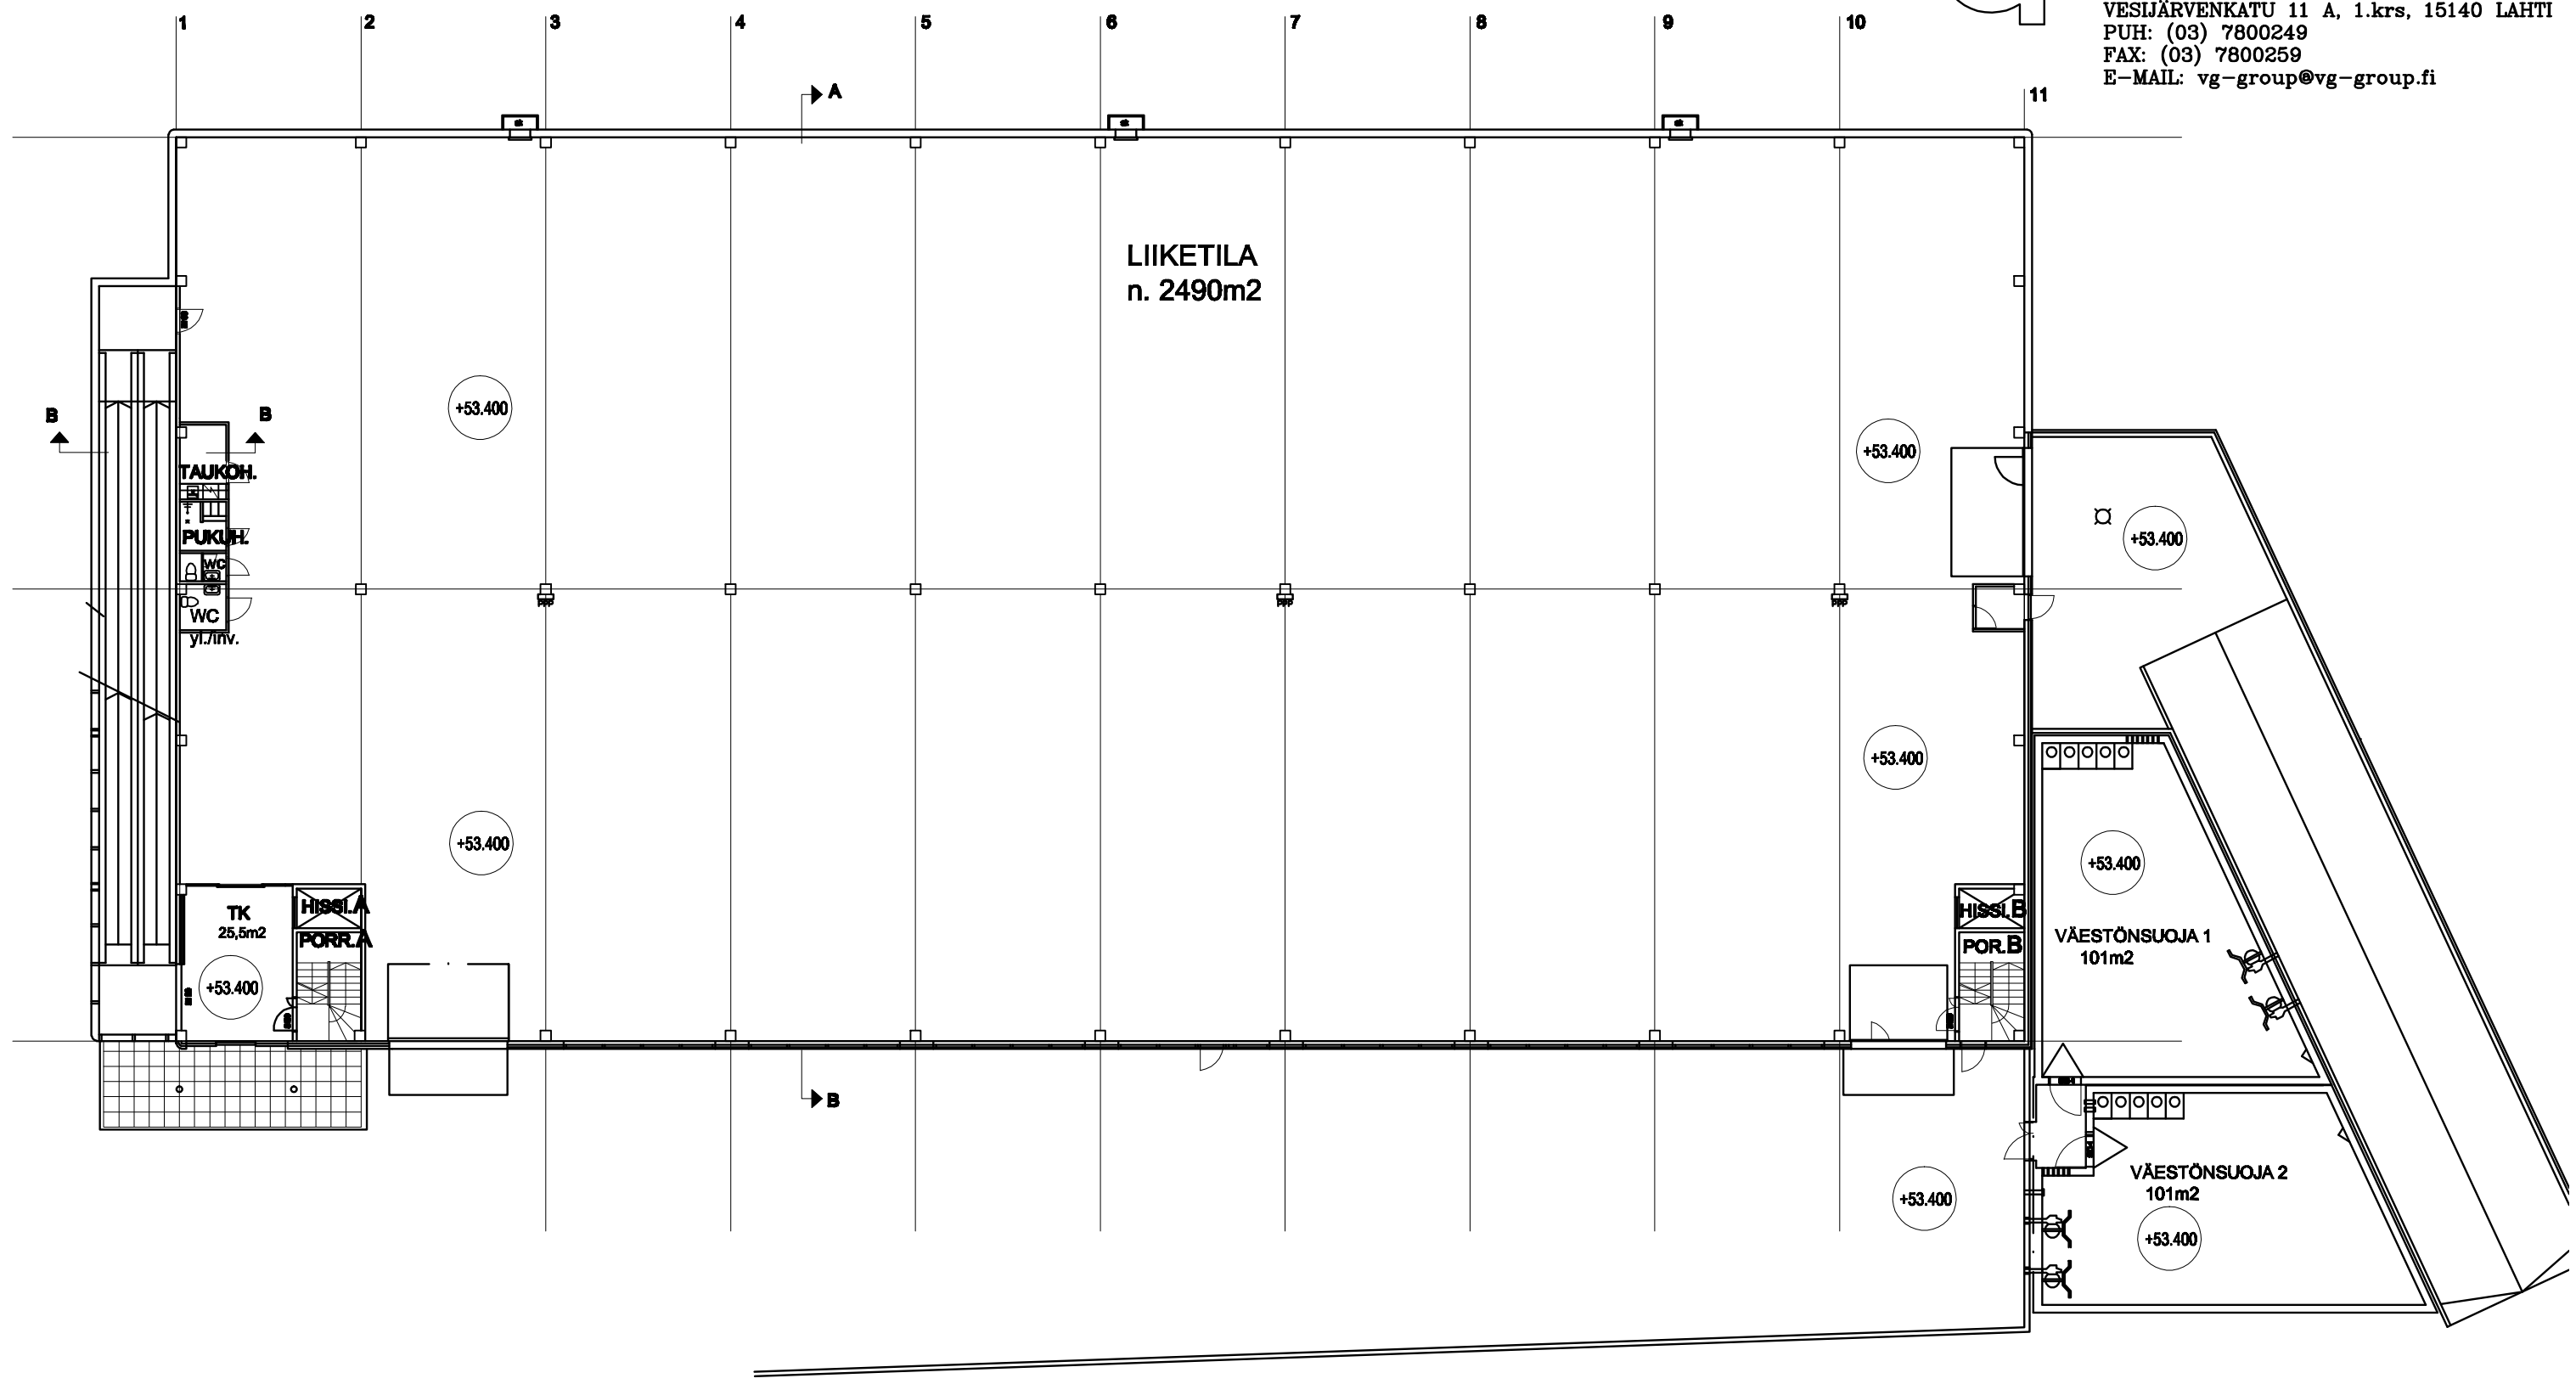 VESIJÄRVENKATU 11 A, 1.krs, 15140 LAHTI
PUH: (03) 7800249
FAX: (03) 7800259
E-MAIL: vg-group@vg-group.fi
1
2
3
4
5
6
7
8
9
10
11
A
LIIKETILA
n. 2490m2
+53.400
+53.400
B
B
TAUKOH.
PUKUH.
WC
WC
yl./inv.
PPP
PPP
PPP
+53.400
+53.400
+53.400
+53.400
VÄESTÖNSUOJA 1
101m2
TK
25,5m2
+53.400
HISSI.A
PORR.A
HISSI.B
POR.B
B
+53.400
VÄESTÖNSUOJA 2
101m2
+53.400